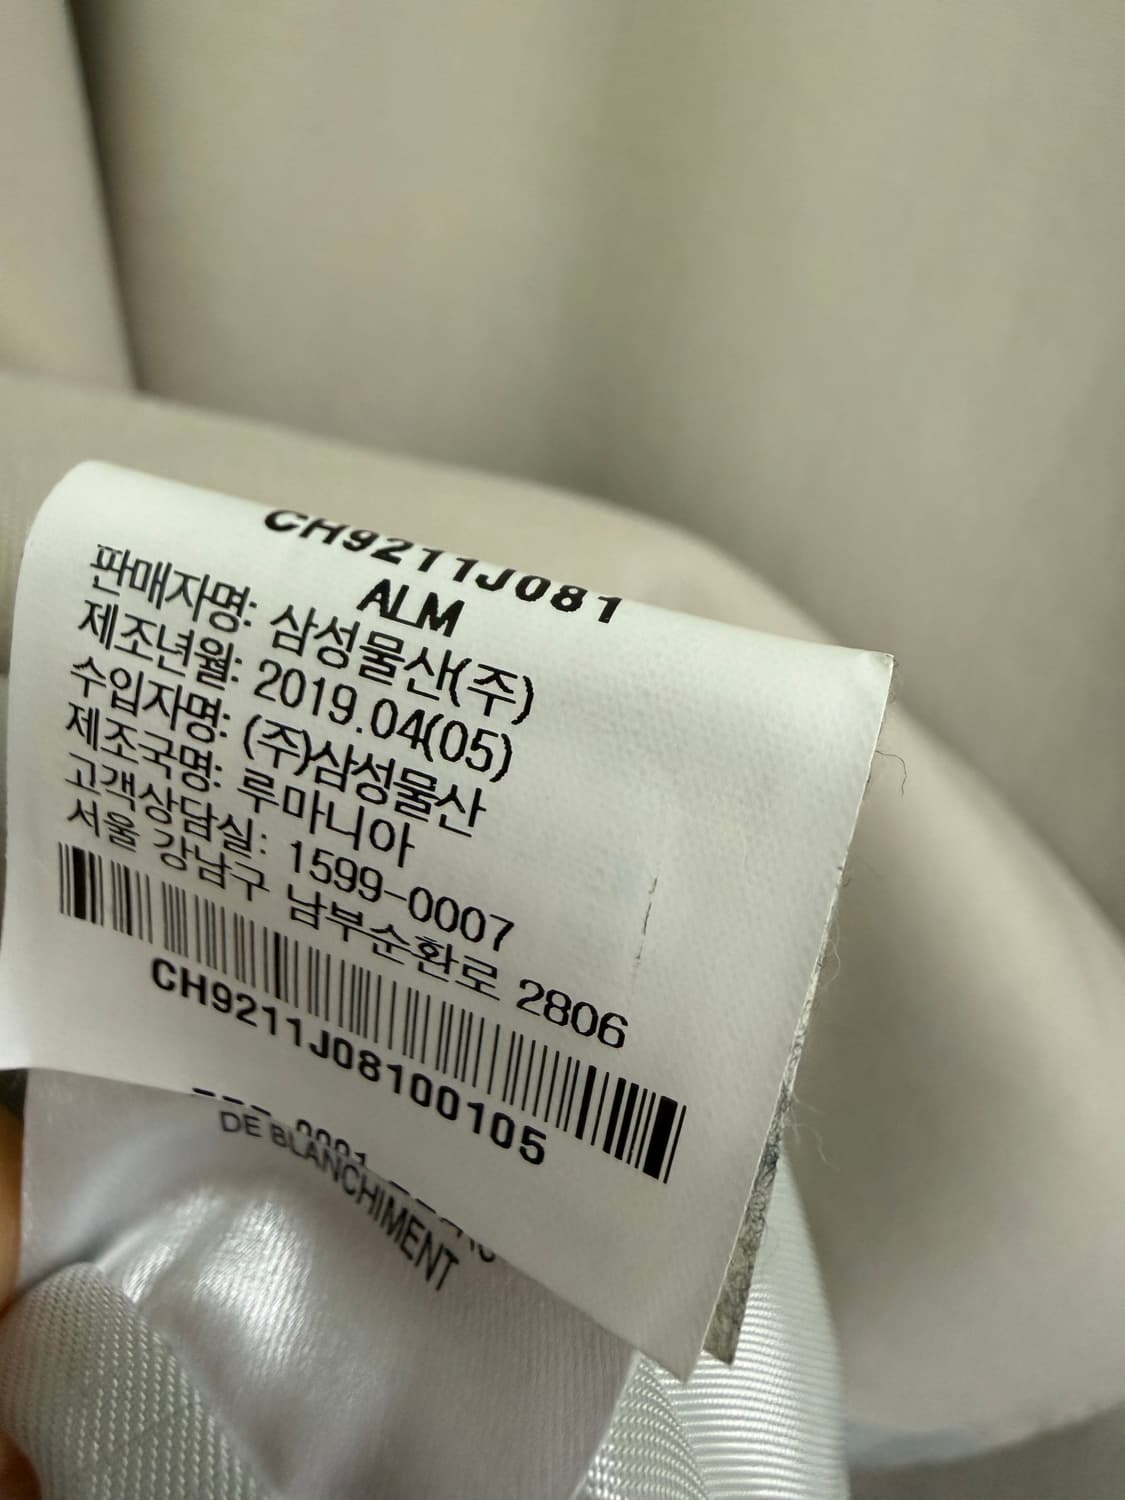 CH9211J081
ALM
판매자명: 삼성물산(주)
제조년월: 2019.04(05)
수입자명: (주)삼성물산
제조국명: 루마니아
고객상담실: 1599-0007
서울 강남구 남부순환로 2806
CH9211J08100105
DE BLANCHIMENT